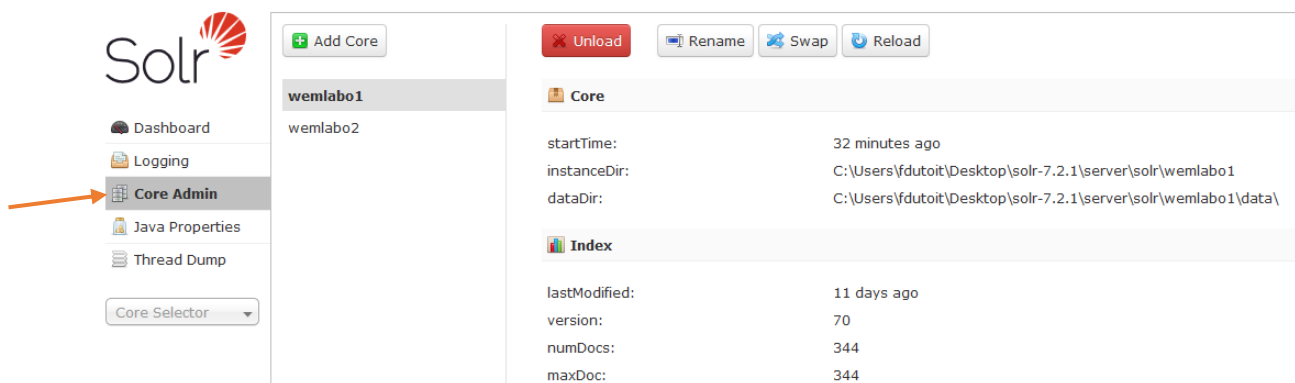 Solr
Dashboard
Logging
Core Admin
Java Properties
Thread Dump
Core Selector
Add Core
wemlabo1
wemlabo2
Unload Rename Swap Reload
Core
startTime: 32 minutes ago
instanceDir: C:\Users\fdutoit\Desktop\solr-7.2.1\server\solr\wemlabo1
dataDir: C:\Users\fdutoit\Desktop\solr-7.2.1\server\solr\wemlabo1\data\
Index
lastModified: 11 days ago
version: 70
numDocs: 344
maxDoc: 344